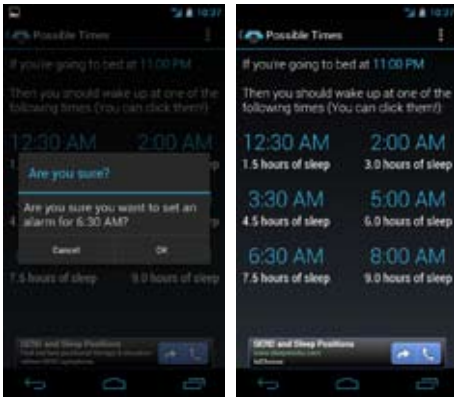 10:37
Possible Times
If you're going to bed at 11:00 PM
Then you should wake up at one of the
following times (You can click them!)
12:30 AM 2:00 AM
Are you sure?
Are you sure you want to set an
alarm for 6:30 AM?
Cancel OK
7.5 hours of sleep 9.0 hours of sleep
GERD and Sleep Positions
10:37
Possible Times
If you're going to bed at 11:00 PM
Then you should wake up at one of the
following times (You can click them!)
12:30 AM 2:00 AM
1.5 hours of sleep 3.0 hours of sleep
3:30 AM 5:00 AM
4.5 hours of sleep 6.0 hours of sleep
6:30 AM 8:00 AM
7.5 hours of sleep 9.0 hours of sleep
GERD and Sleep Positions